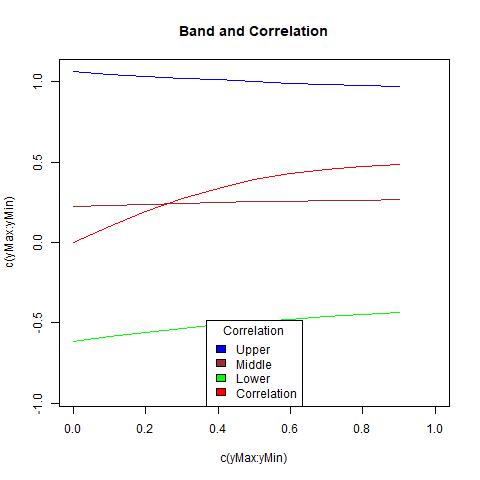 Band and Correlation
c(yMax:yMin)
1.0
0.5
0.0
-0.5
-1.0
Correlation
Upper
Middle
Lower
Correlation
0.0 0.2 0.4 0.6 0.8 1.0
c(yMax:yMin)